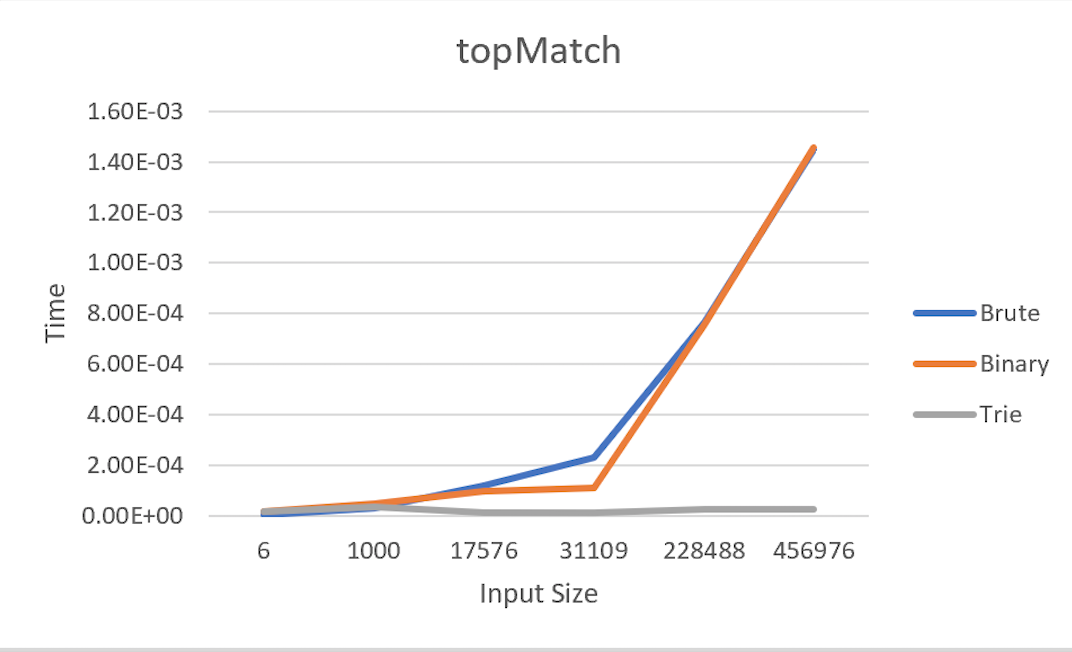 topMatch
1.60E-03
1.40E-03
1.20E-03
1.00E-03
8.00E-04
6.00E-04
4.00E-04
2.00E-04
0.00E+00
Time
6 1000 17576 31109 228488 456976
Input Size
Brute
Binary
Trie